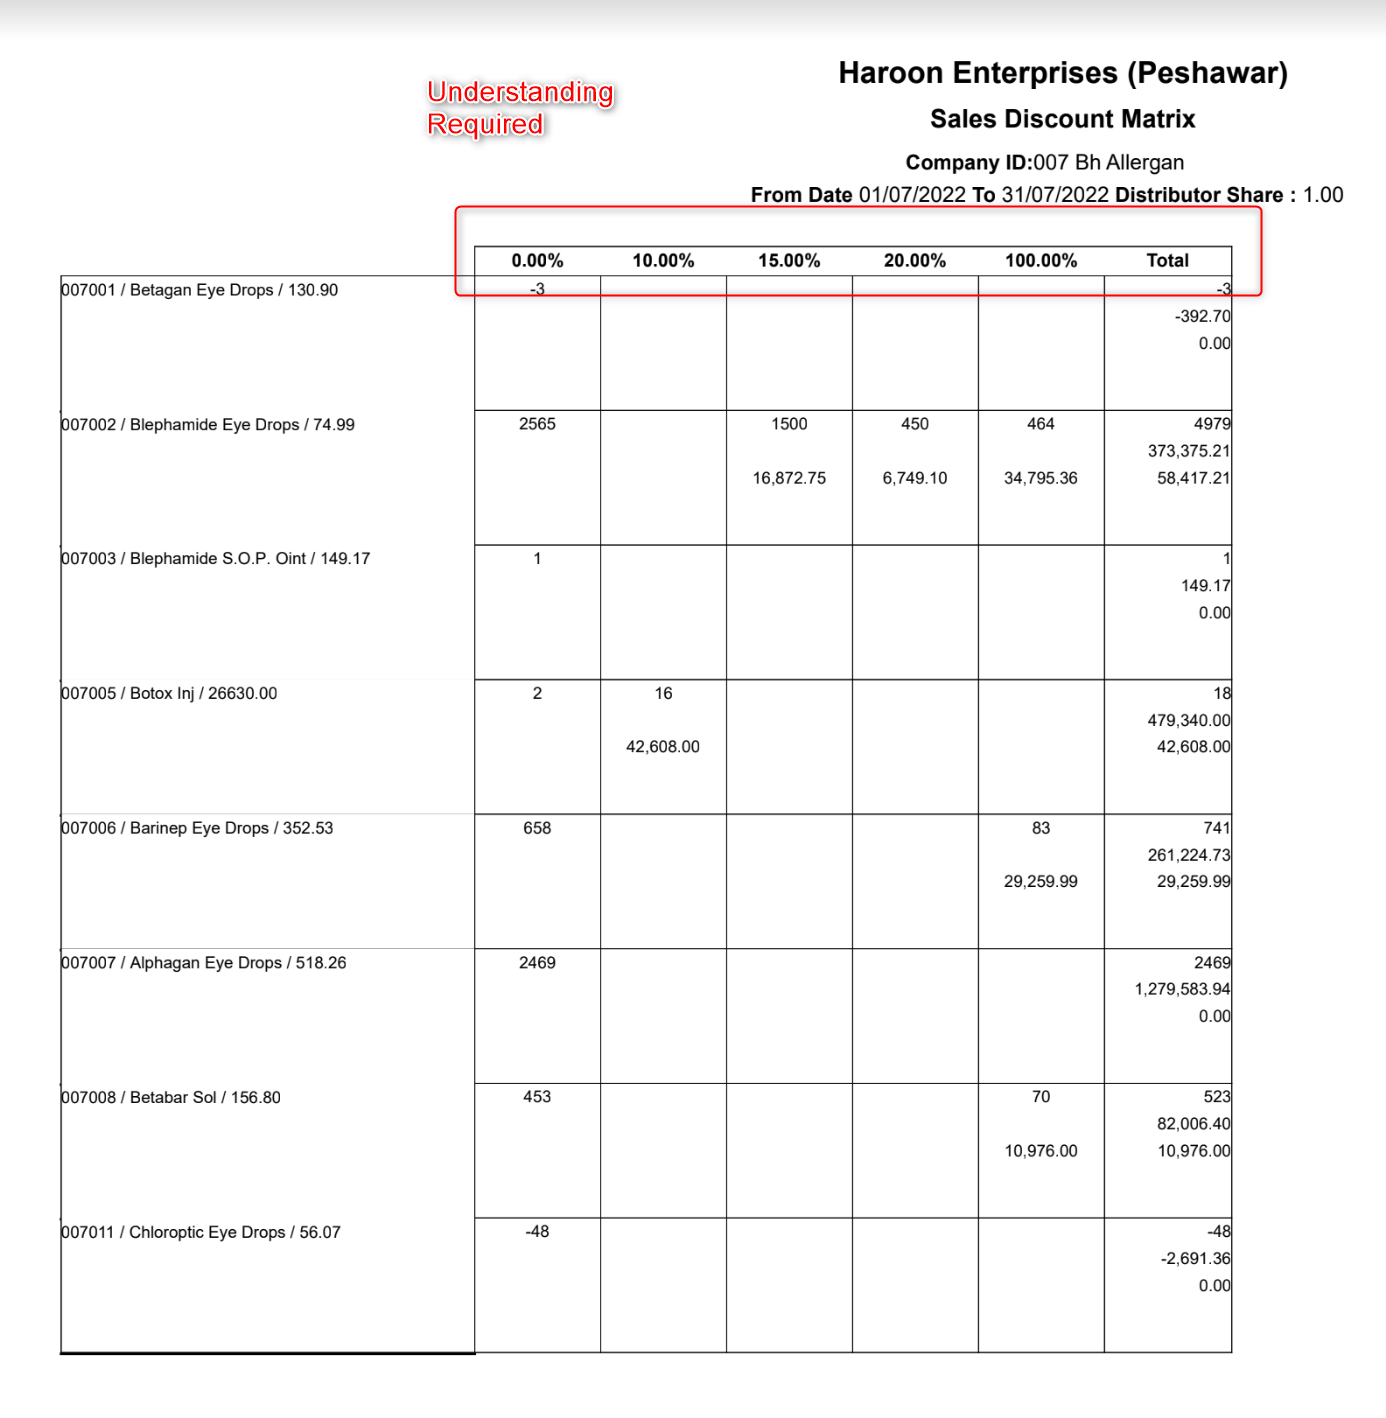 Haroon Enterprises (Peshawar)
Understanding
Required
Sales Discount Matrix
Company ID:007 Bh Allergan
From Date 01/07/2022 To 31/07/2022 Distributor Share : 1.00
0.00% 10.00% 15.00% 20.00% 100.00% Total
007001 / Betagan Eye Drops / 130.90 -3 -3
-392.70
0.00
007002 / Blephamide Eye Drops / 74.99 2565 1500 450 464 4979
373,375.21
16,872.75 6,749.10 34,795.36 58,417.21
007003 / Blephamide S.O.P. Oint / 149.17 1 1
149.17
0.00
007005 / Botox Inj / 26630.00 2 16 18
479,340.00
42,608.00 42,608.00
007006 / Barinep Eye Drops / 352.53 658 83 741
261,224.73
29,259.99 29,259.99
007007 / Alphagan Eye Drops / 518.26 2469 2469
1,279,583.94
0.00
007008 / Betabar Sol / 156.80 453 70 523
82,006.40
10,976.00 10,976.00
007011 / Chloroptic Eye Drops / 56.07 -48 -48
-2,691.36
0.00